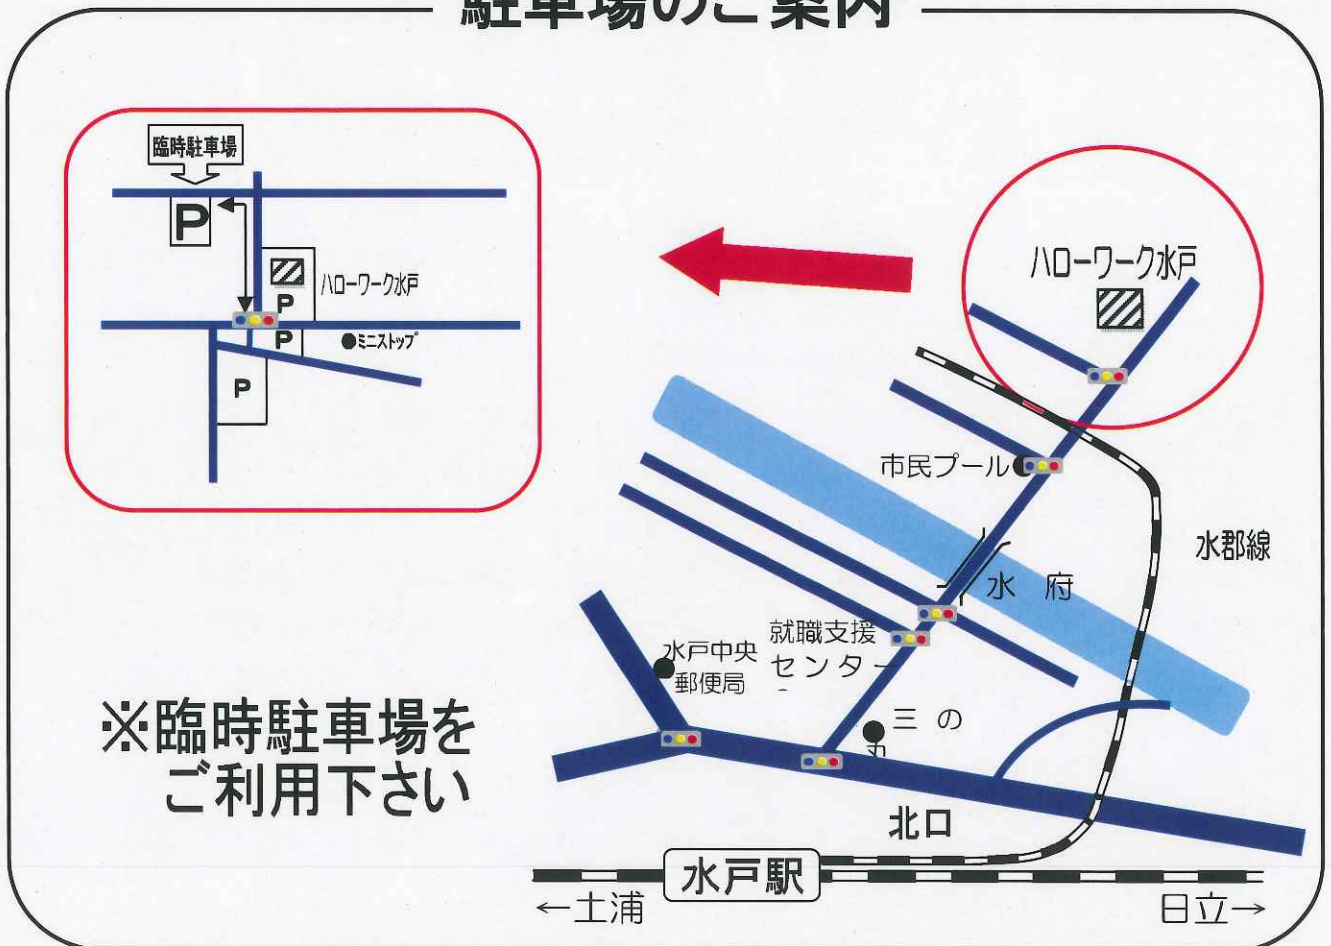 駐車場のご案内
臨時駐車場
P
ハローワーク水戸
P
P
●ミニストップ
P
ハローワーク水戸
市民プール
水郡線
水 府
就職支援
センター
水戸中央
郵便局
三 の
※臨時駐車場を
ご利用下さい
北口
水戸駅
←土浦
日立→